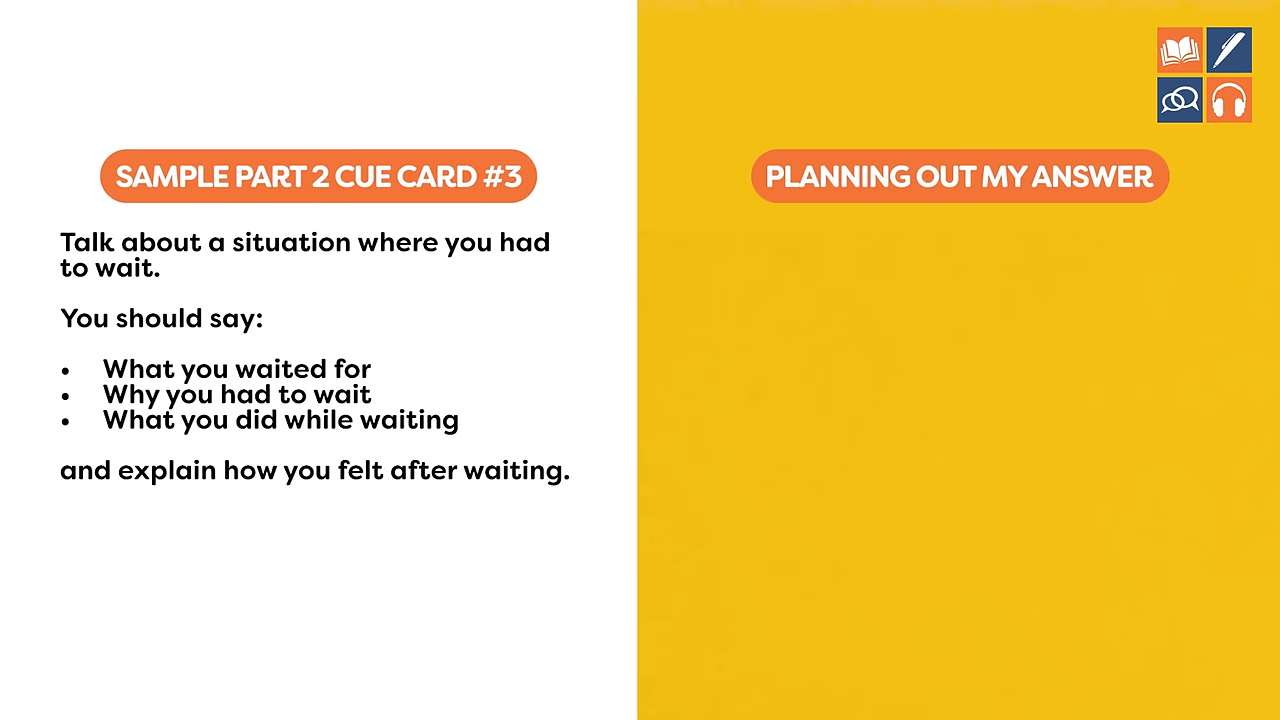 SAMPLE PART 2 CUE CARD #3
Talk about a situation where you had
to wait.
You should say:
• What you waited for
• Why you had to wait
• What you did while waiting
and explain how you felt after waiting.
PLANNING OUT MY ANSWER